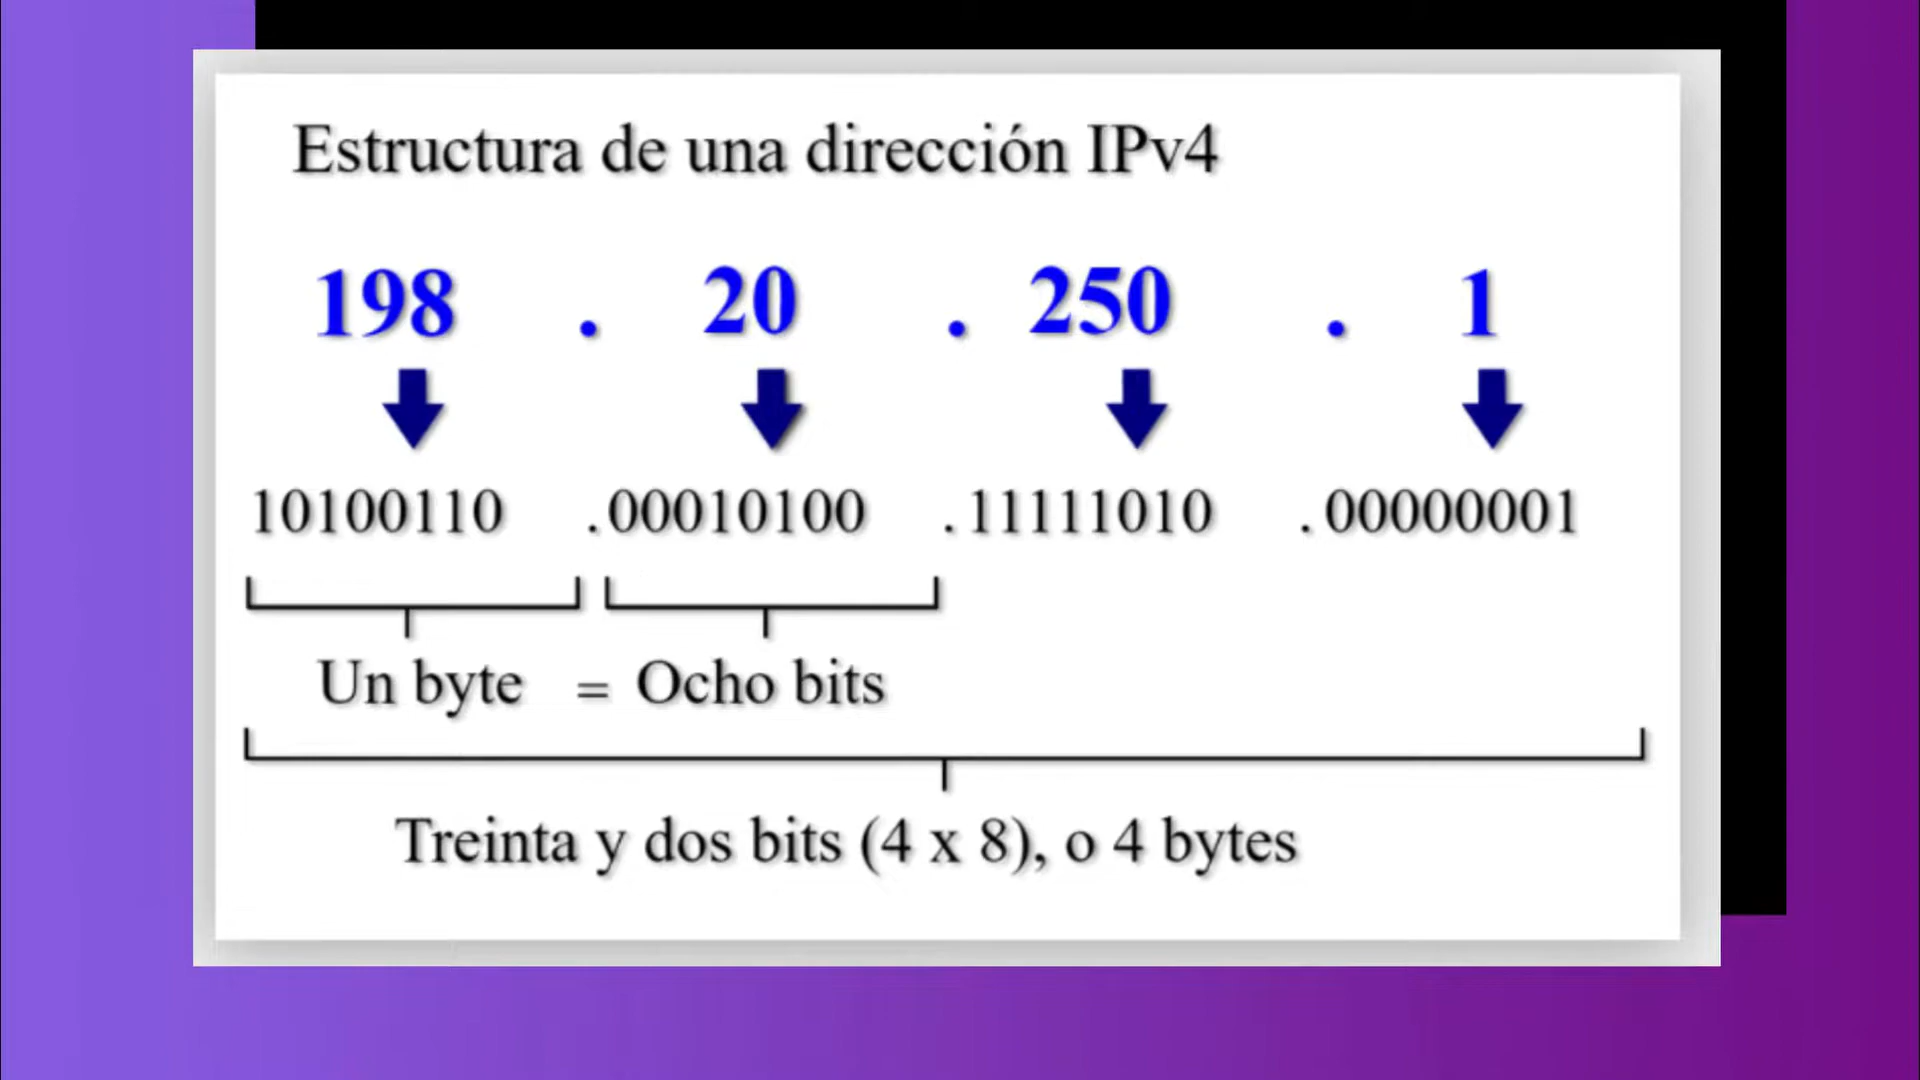 Estructura de una dirección IPv4
198 . 20 . 250 . 1
10100110 .00010100 .11111010 .00000001
Un byte = Ocho bits
Treinta y dos bits (4 x 8), o 4 bytes